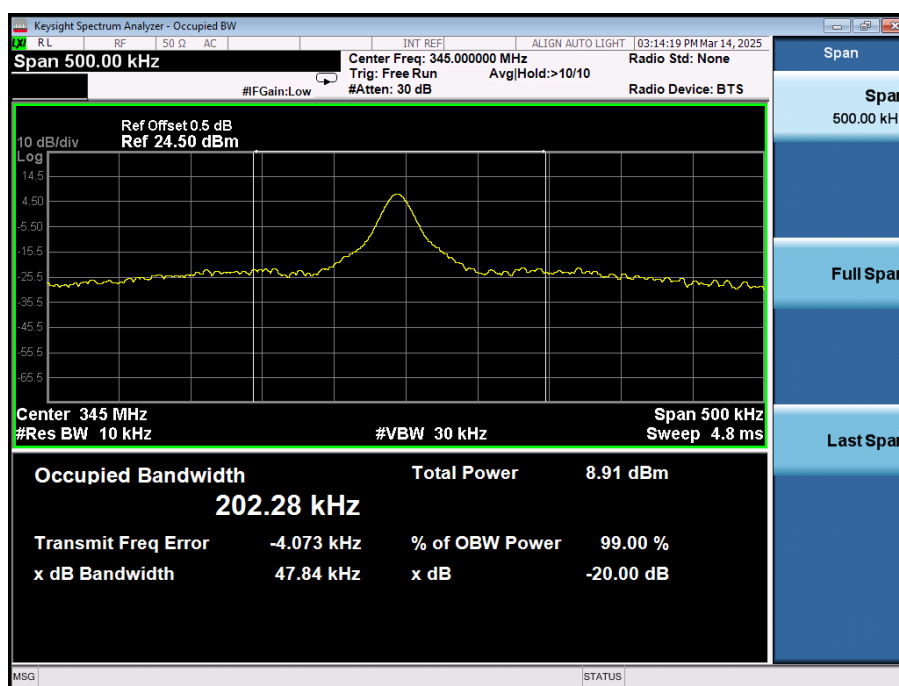 Keysight Spectrum Analyzer - Occupied BW
LXI RL RF 50 Ω AC INT REF ALIGN AUTO LIGHT 03:14:19 PM Mar 14, 2025
Span 500.00 kHz
Center Freq: 345.000000 MHz Radio Std: None
Trig: Free Run Avg|Hold:>10/10
#IFGain:Low #Atten: 30 dB Radio Device: BTS
Ref Offset 0.5 dB
10 dB/div Ref 24.50 dBm
Log
14.5
4.50
-5.50
-15.5
-25.5
-35.5
-45.5
-55.5
-65.5
Center 345 MHz Span 500 kHz
#Res BW 10 kHz #VBW 30 kHz Sweep 4.8 ms
Occupied Bandwidth Total Power 8.91 dBm
202.28 kHz
Transmit Freq Error -4.073 kHz % of OBW Power 99.00 %
x dB Bandwidth 47.84 kHz x dB -20.00 dB
MSG STATUS
Span
Span
500.00 kH
Full Span
Last Span